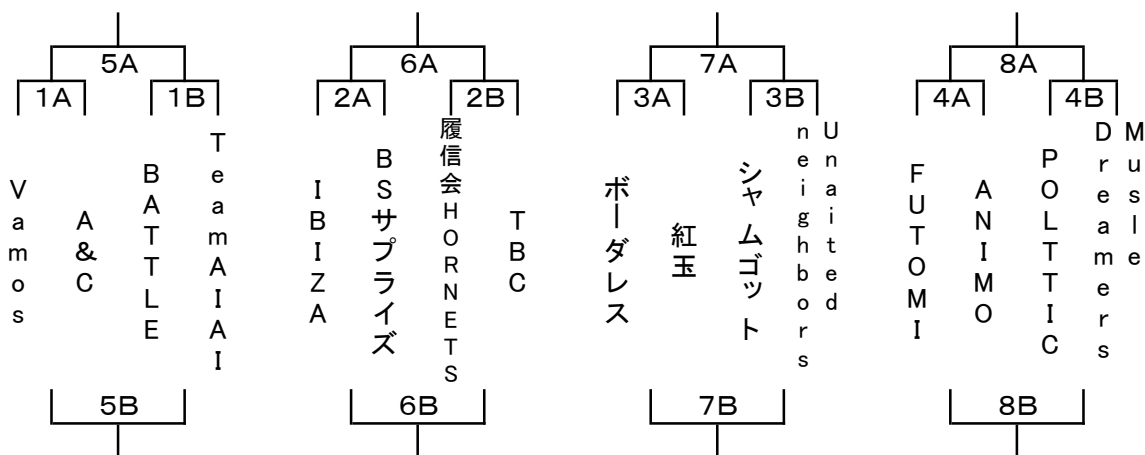 5A
6A
7A
8A
1A
1B
2A
2B
3A
3B
4A
4B
Vamos
A&C
BATTLE
TeamAIAI
IBIZA
BSサプライズ
履信会HORNETS
TBC
ボーダレス
紅玉
シャムゴット
Unaited
neighbors
FUTOMI
ANIMO
POLTTIC
Musle
Dreamers
5B
6B
7B
8B